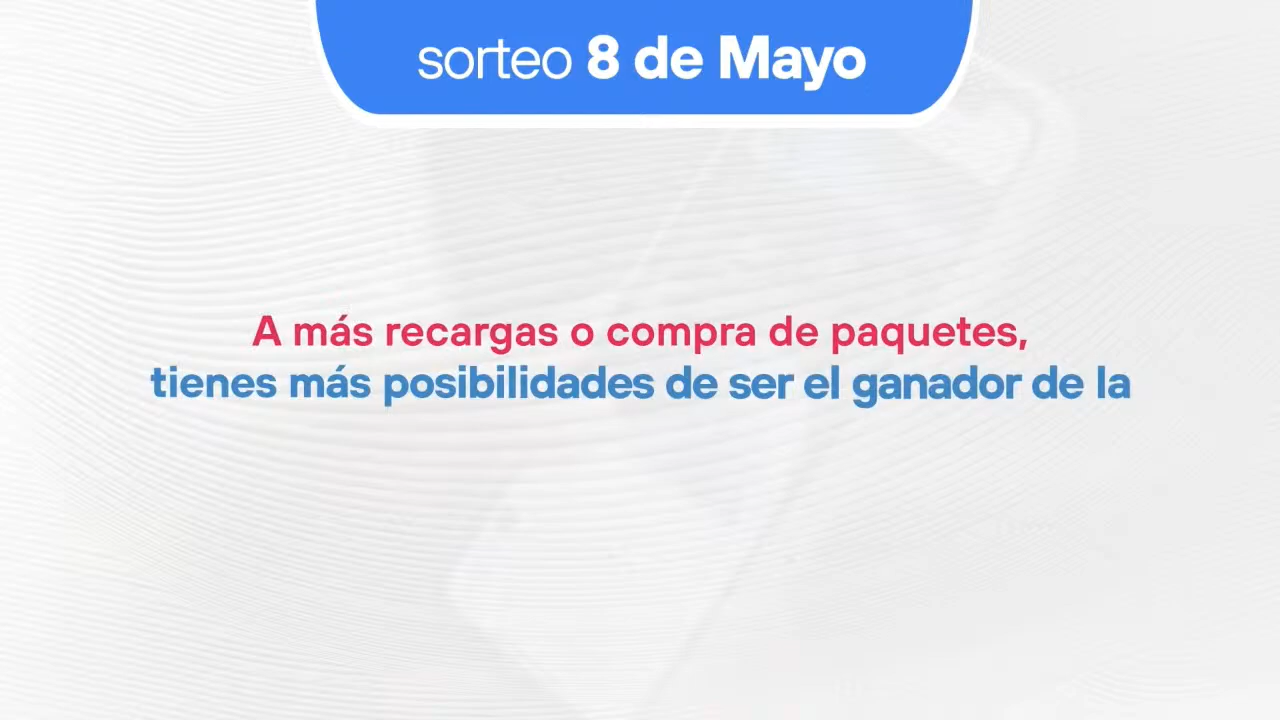 sorteo 8 de Mayo
A más recargas o compra de paquetes,
tienes más posibilidades de ser el ganador de la